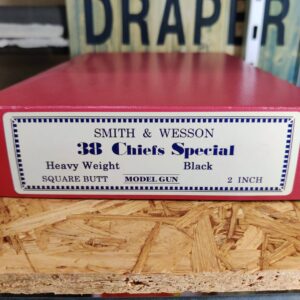 DRAPER
SMITH & WESSON
38 Chiefs Special
Heavy Weight Black
SQUARE BUTT MODEL GUN 2 INCH